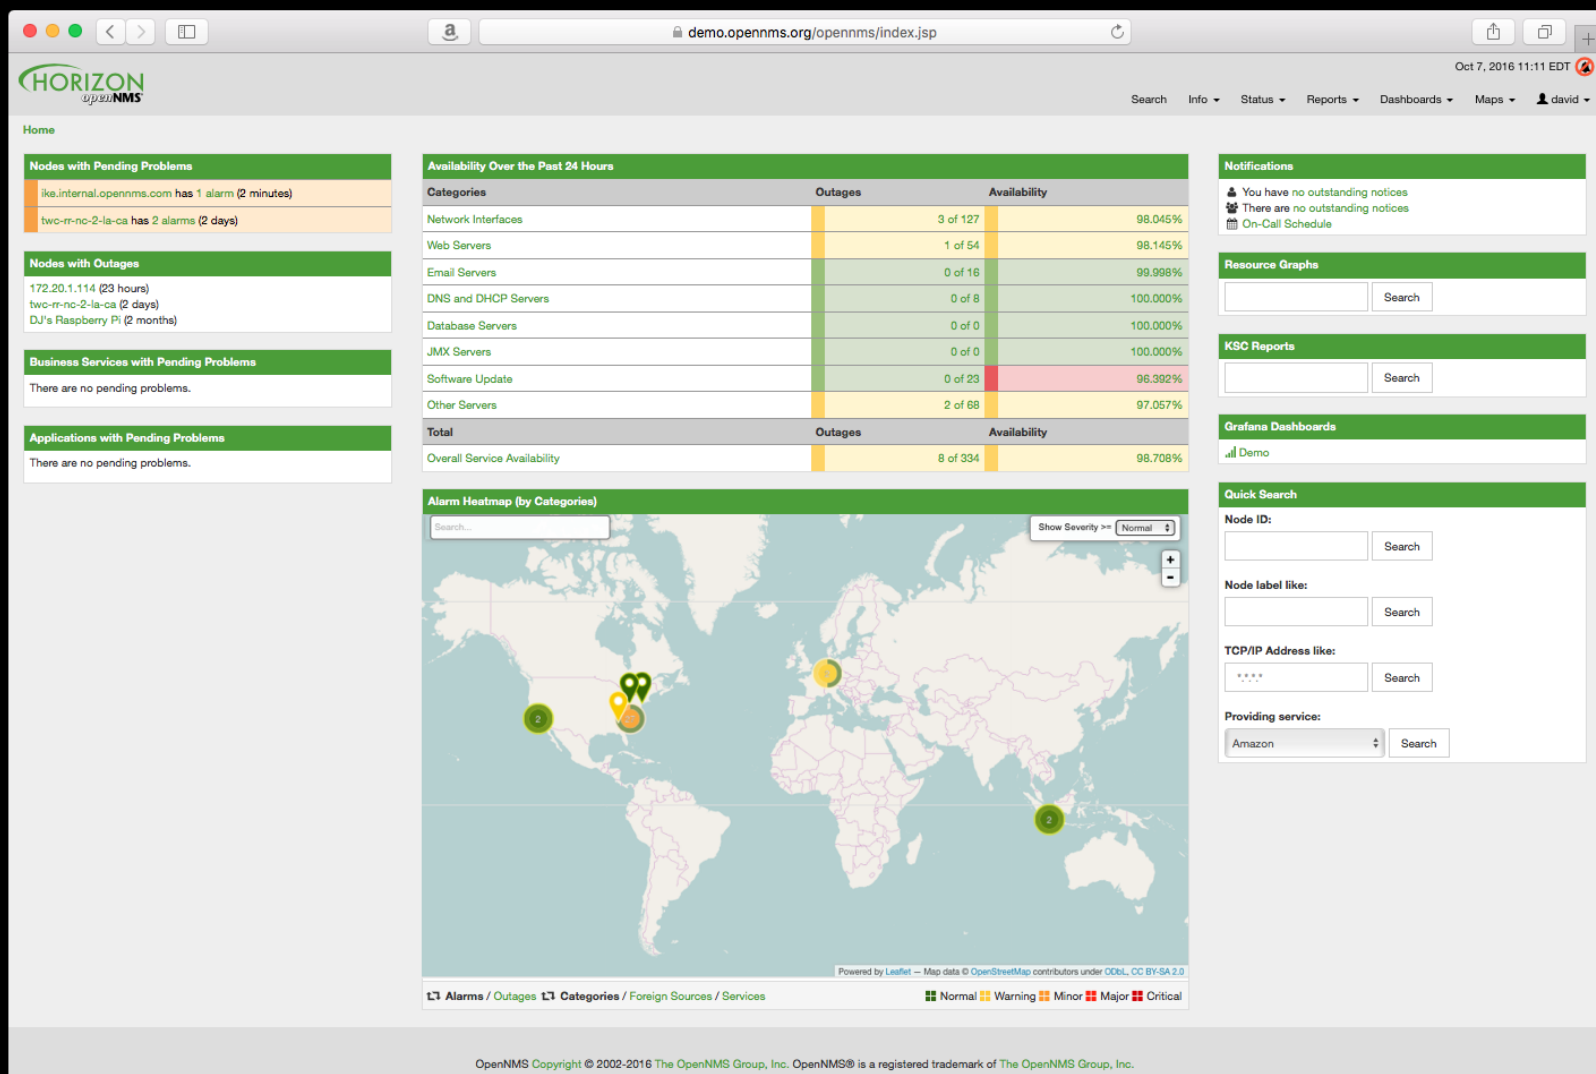 demo.opennms.org/opennms/index.jsp
HORIZON
openNMS
Oct 7, 2016 11:11 EDT
Search Info Status Reports Dashboards Maps david
Home
Nodes with Pending Problems
ike.internal.opennms.com has 1 alarm (2 minutes)
twc-rr-nc-2-la-ca has 2 alarms (2 days)
Nodes with Outages
172.20.1.114 (23 hours)
twc-rr-nc-2-la-ca (2 days)
DJ's Raspberry Pi (2 months)
Business Services with Pending Problems
There are no pending problems.
Applications with Pending Problems
There are no pending problems.
Availability Over the Past 24 Hours
Categories Outages Availability
Network Interfaces 3 of 127 98.045%
Web Servers 1 of 54 98.145%
Email Servers 0 of 16 99.998%
DNS and DHCP Servers 0 of 8 100.000%
Database Servers 0 of 0 100.000%
JMX Servers 0 of 0 100.000%
Software Update 0 of 23 96.392%
Other Servers 2 of 68 97.057%
Total Outages Availability
Overall Service Availability 8 of 334 98.708%
Alarm Heatmap (by Categories)
Search...
Show Severity >= Normal
+
-
2
2
Powered by Leaflet — Map data © OpenStreetMap contributors under ODbL, CC BY-SA 2.0
Alarms / Outages Categories / Foreign Sources / Services
Normal Warning Minor Major Critical
Notifications
You have no outstanding notices
There are no outstanding notices
On-Call Schedule
Resource Graphs
Search
KSC Reports
Search
Grafana Dashboards
Demo
Quick Search
Node ID:
Search
Node label like:
Search
TCP/IP Address like:
*.*.*.* Search
Providing service:
Amazon Search
OpenNMS Copyright © 2002-2016 The OpenNMS Group, Inc. OpenNMS® is a registered trademark of The OpenNMS Group, Inc.